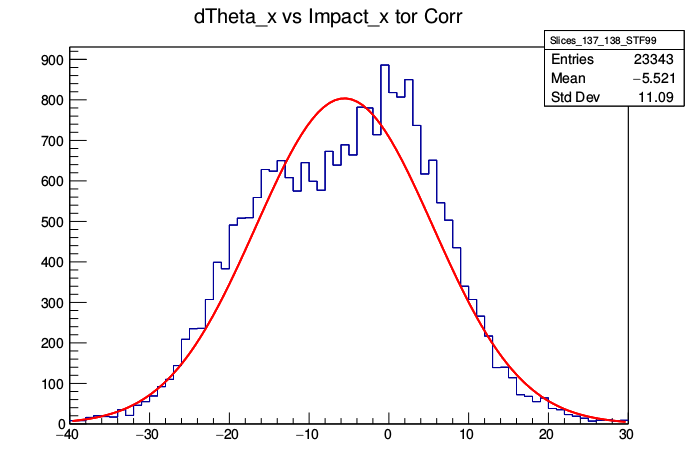 dTheta_x vs Impact_x tor Corr
Slices_137_138_STF99
Entries 23343
Mean −5.521
Std Dev 11.09
900
800
700
600
500
400
300
200
100
0
−40 −30 −20 −10 0 10 20 30